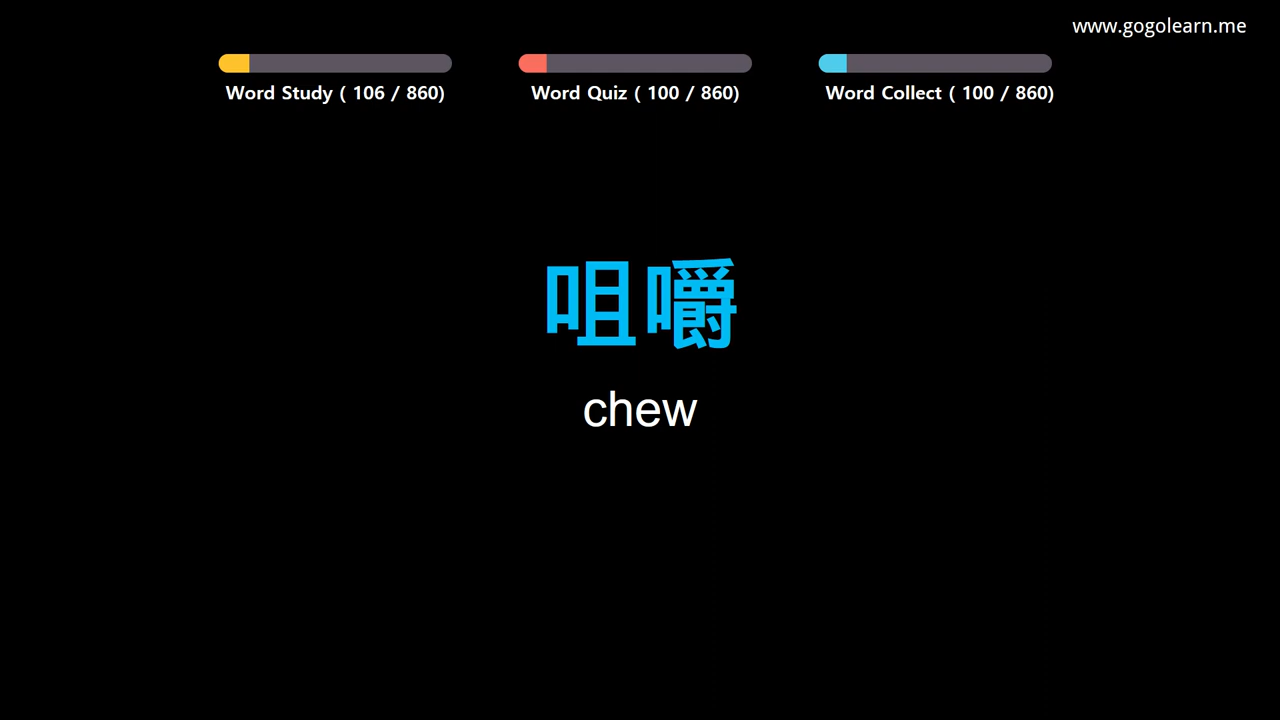 www.gogolearn.me
Word Study ( 106 / 860)
Word Quiz ( 100 / 860)
Word Collect ( 100 / 860)
咀嚼
chew